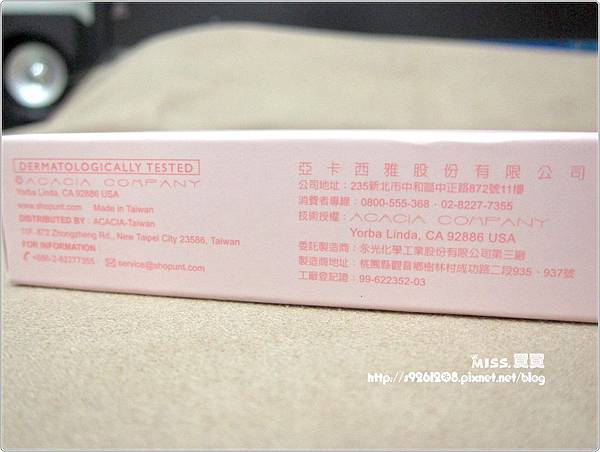 DERMATOLOGICALLY TESTED
© ACACIA COMPANY
Yorba Linda, CA 92886 USA
www.shopunt.com Made in Taiwan
DISTRIBUTED BY : ACACIA-Taiwan
11F. 872 Zhongzheng Rd., New Taipei City 23586, Taiwan
FOR INFORMATION
+886-2-82277355 service@shopunt.com
亞卡西雅股份有限公司
公司地址：235新北市中和區中正路872號11樓
消費者專線：0800-555-368．02-8227-7355
技術授權：ACACIA COMPANY
Yorba Linda, CA 92886 USA
委託製造商：永光化學工業股份有限公司第三廠
製造商地址：桃園縣觀音鄉樹林村成功路二段935、937號
工廠登記證：99-622352-03
MISS.寶寶
http://s9261208.pixnet.net/blog